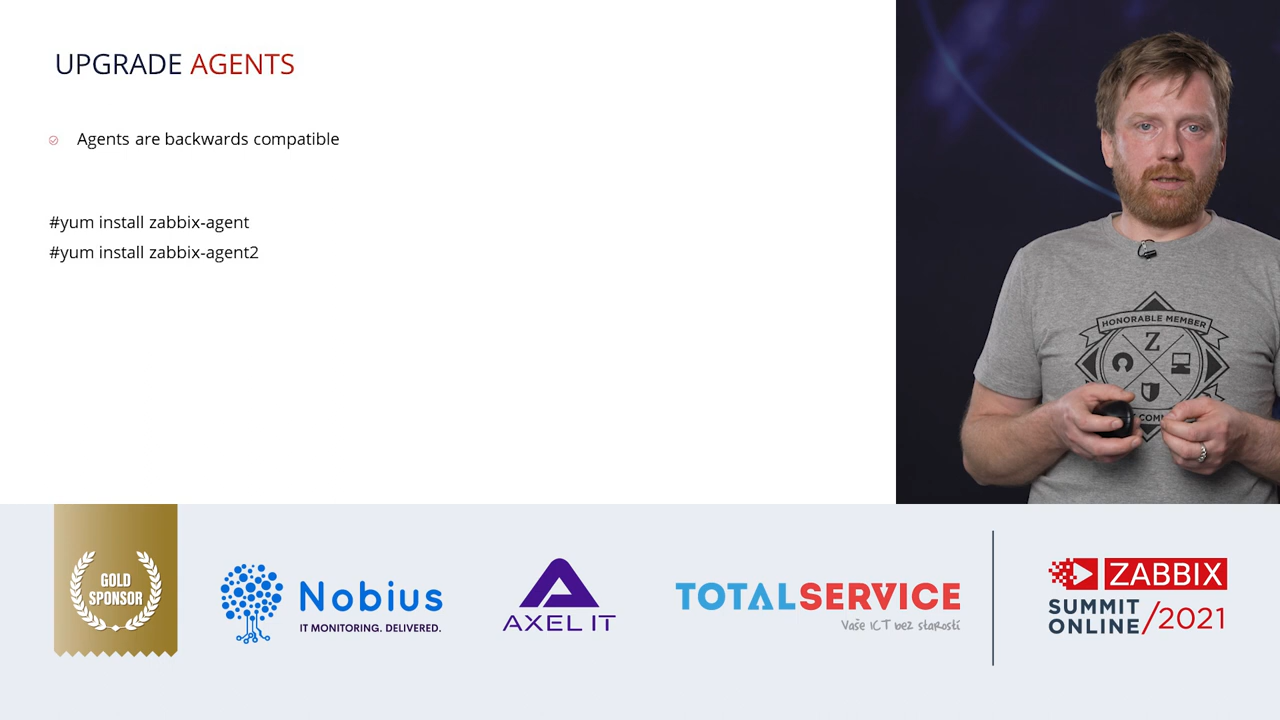 UPGRADE AGENTS
Agents are backwards compatible
#yum install zabbix-agent
#yum install zabbix-agent2
HONORABLE MEMBER
Z
GOLD
SPONSOR
Nobius
IT MONITORING. DELIVERED.
AXEL IT
TOTALSERVICE
Vaše ICT bez starostí
ZABBIX
SUMMIT
ONLINE/2021